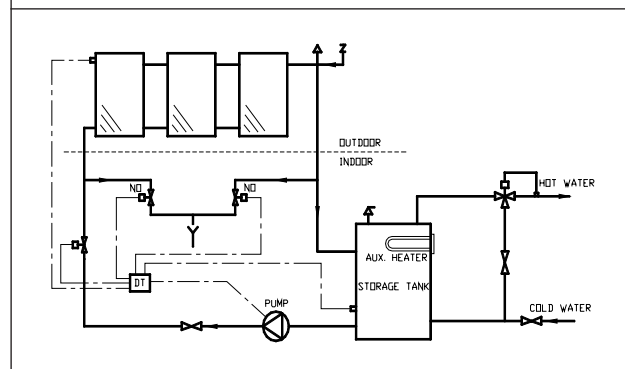 OUTDOOR
INDOOR
NO
NO
HOT WATER
AUX. HEATER
DT
STORAGE TANK
PUMP
COLD WATER